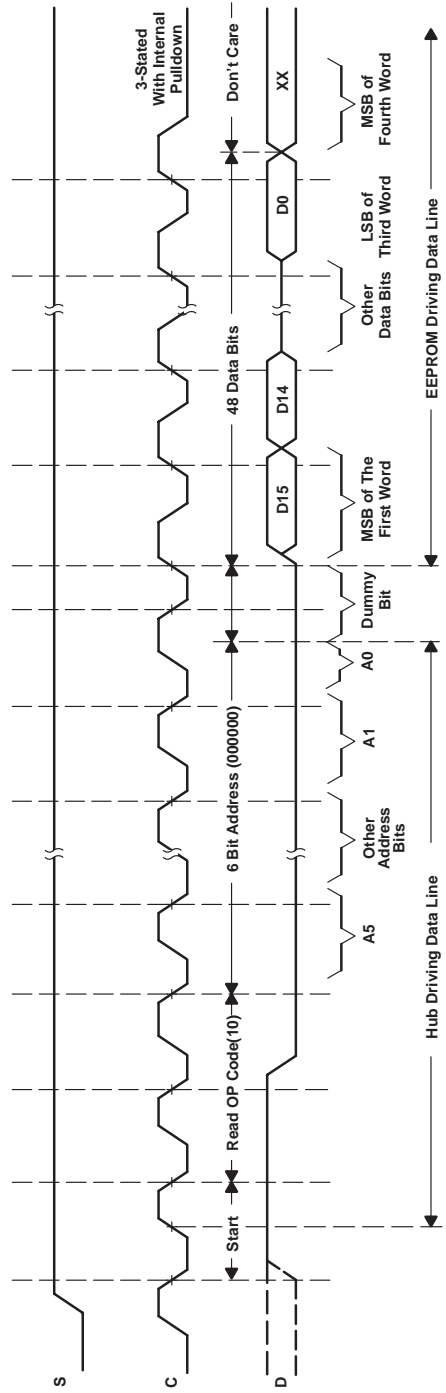 S
C
3-Stated
With Internal
Pulldown
Start
Read OP Code(10)
6 Bit Address (000000)
48 Data Bits
Don't Care
D
D15
D14
D0
XX
A5
Other
Address
Bits
A1
A0
Dummy
Bit
MSB of The
First Word
Other
Data Bits
LSB of
Third Word
MSB of
Fourth Word
Hub Driving Data Line
EEPROM Driving Data Line